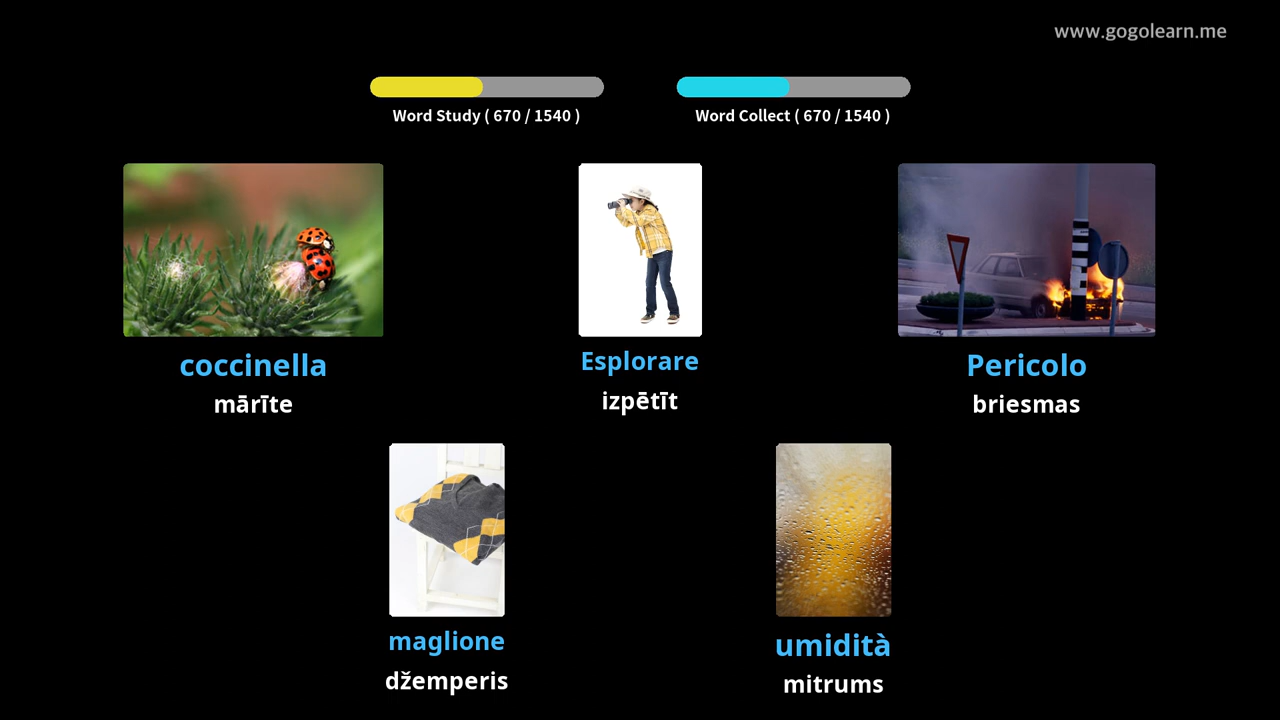 www.gogolearn.me
Word Study ( 670 / 1540 )
Word Collect ( 670 / 1540 )
coccinella
mārīte
Esplorare
izpētīt
Pericolo
briesmas
maglione
džemperis
umidità
mitrums